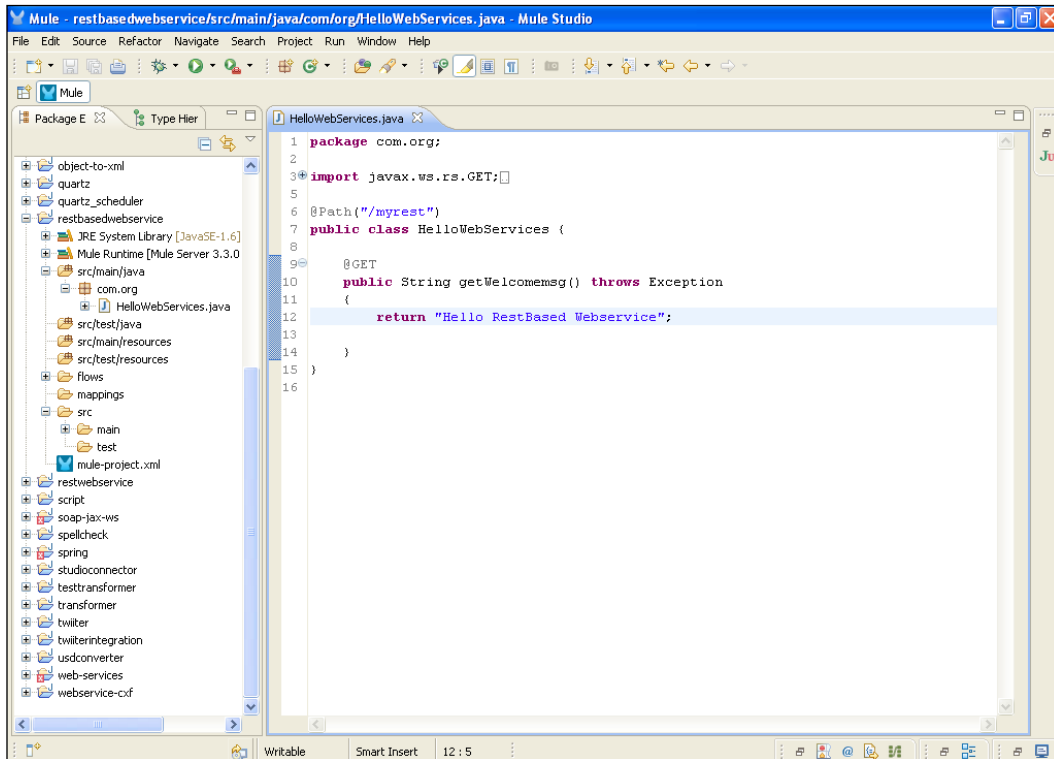 Mule - restbasedwebservice/src/main/java/com/org/HelloWebServices.java - Mule Studio
File Edit Source Refactor Navigate Search Project Run Window Help
Mule
Package E Type Hier
object-to-xml
quartz
quartz_scheduler
restbasedwebservice
JRE System Library [JavaSE-1.6]
Mule Runtime [Mule Server 3.3.0
src/main/java
com.org
HelloWebServices.java
src/test/java
src/main/resources
src/test/resources
flows
mappings
src
main
test
mule-project.xml
restwebservice
script
soap-jax-ws
spellcheck
spring
studioconnector
testtransformer
transformer
twiiter
twiiterintegration
usdconverter
web-services
webservice-cxf
HelloWebServices.java
1 package com.org;
2
3 import javax.ws.rs.GET;
5
6 @Path("/myrest")
7 public class HelloWebServices {
8
9 @GET
10 public String getWelcomemsg() throws Exception
11 {
12 return "Hello RestBased Webservice";
13
14 }
15 }
16
Ju
Writable Smart Insert 12 : 5